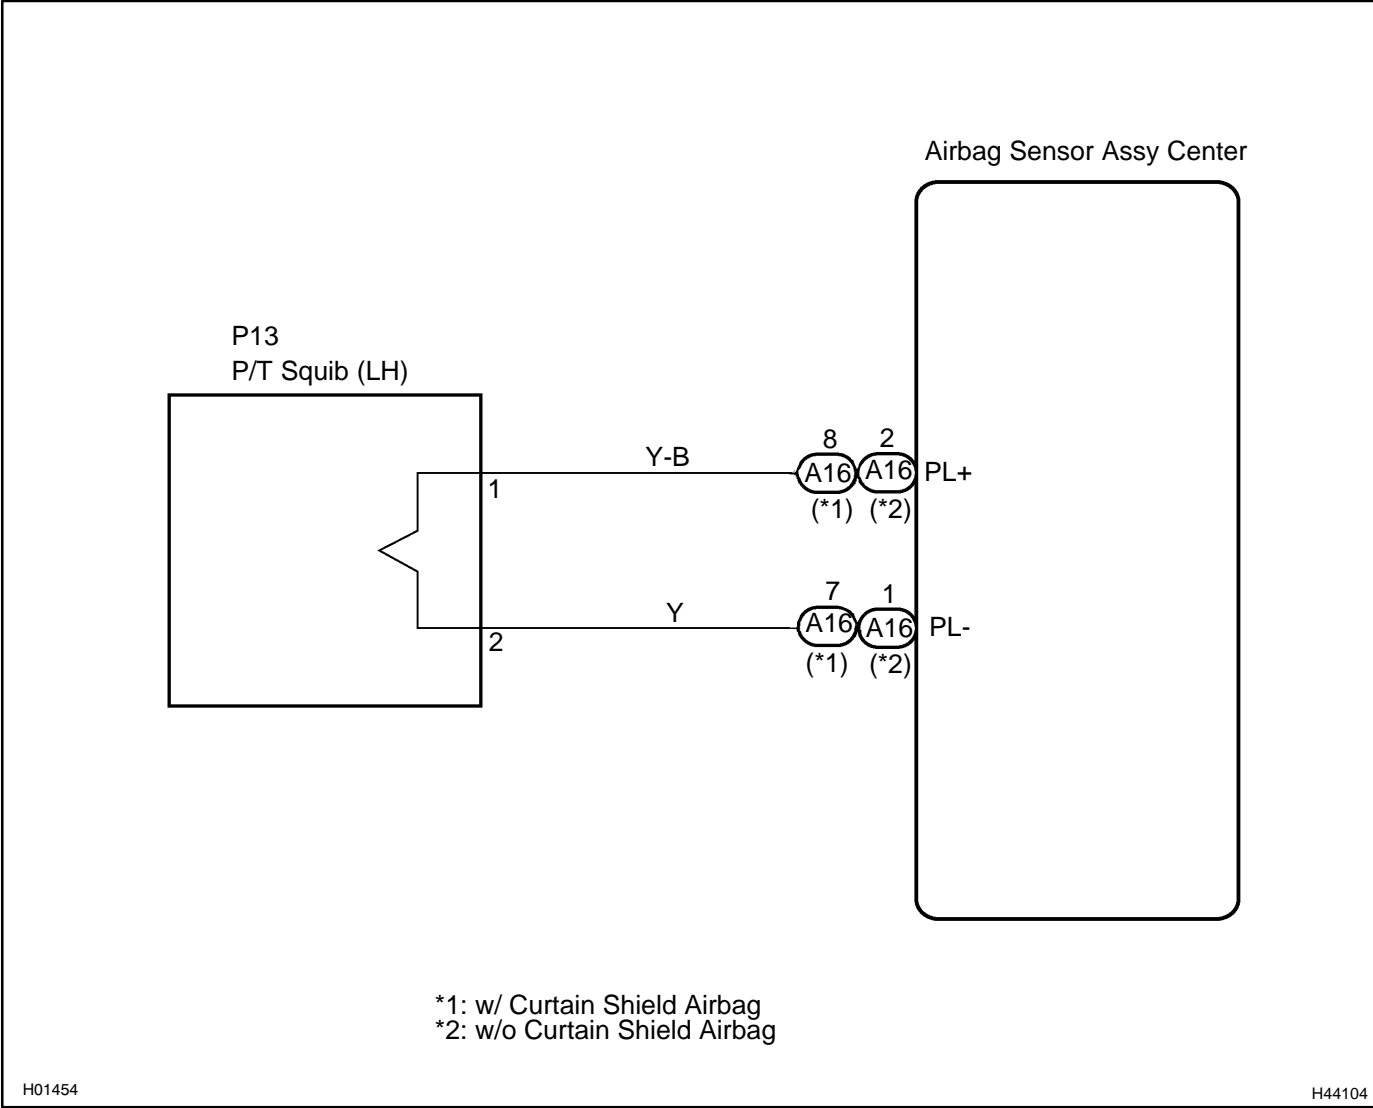 Airbag Sensor Assy Center
P13
P/T Squib (LH)
8 2
Y-B
A16 A16 PL+
1
(*1) (*2)
7 1
Y
A16 A16 PL-
2
(*1) (*2)
*1: w/ Curtain Shield Airbag
*2: w/o Curtain Shield Airbag
H01454
H44104